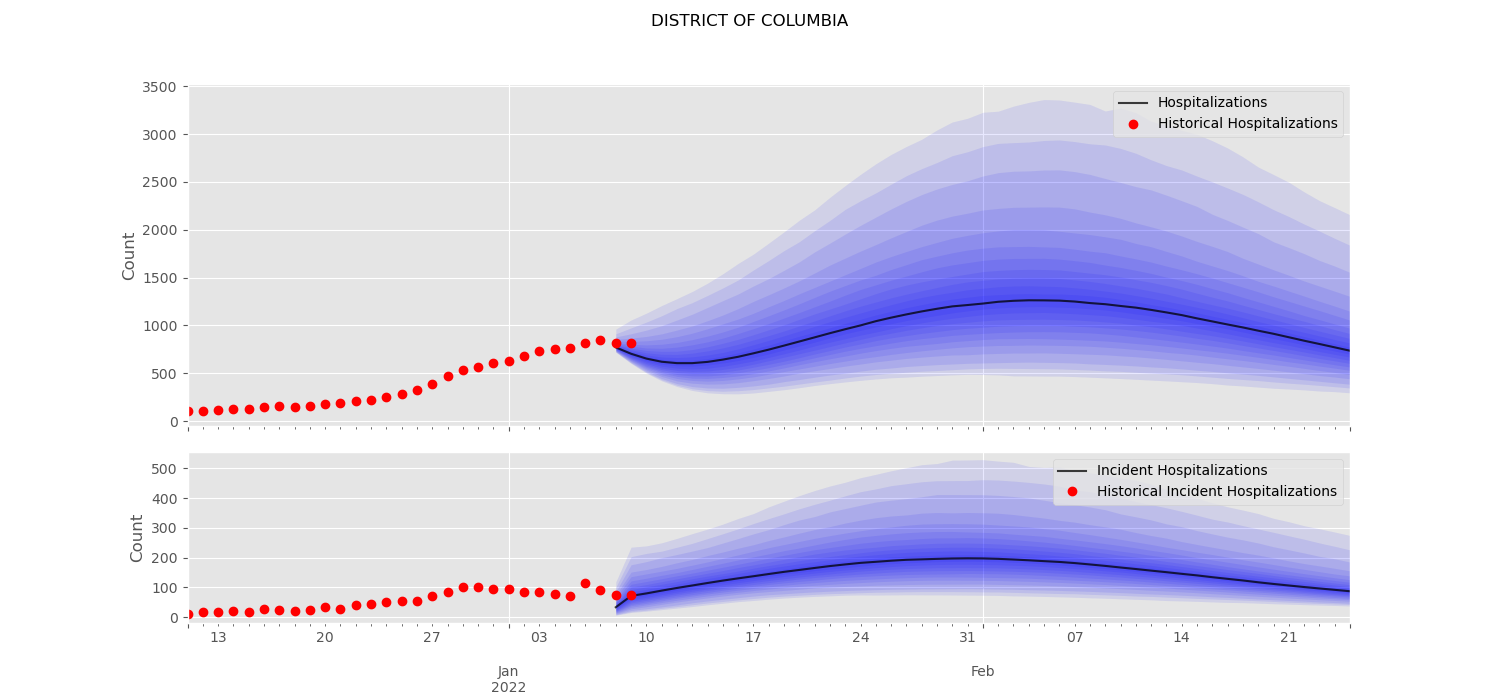 DISTRICT OF COLUMBIA
3500
3000
2500
2000
1500
1000
500
0
Count
Hospitalizations
Historical Hospitalizations
500
400
300
200
100
0
Count
Incident Hospitalizations
Historical Incident Hospitalizations
13 20 27 03 10 17 24 31 07 14 21
Jan Feb
2022